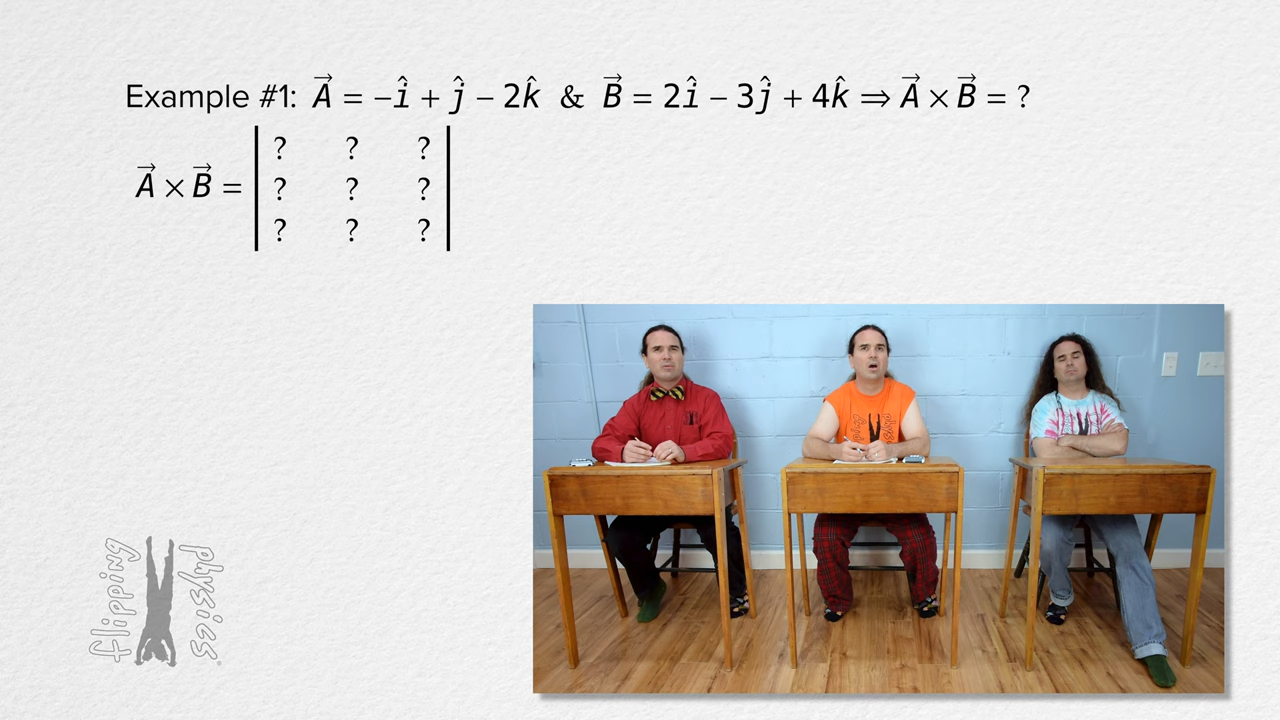 Example #1: A⃗ = −î + ĵ − 2k̂ & B⃗ = 2î − 3ĵ + 4k̂ ⇒ A⃗ × B⃗ = ?
A⃗ × B⃗ = | ? ? ? |
| ? ? ? |
| ? ? ? |
flipping
physics